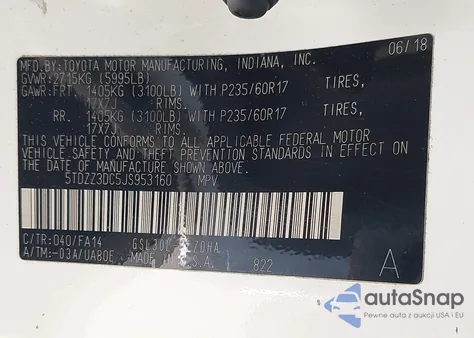 MFD.BY: TOYOTA MOTOR MANUFACTURING, INDIANA, INC. 06/18
GVWR: 2715KG (5995LB)
GAWR: FRT. 1405KG (3100LB) WITH P235/60R17 TIRES,
17X7J RIMS.
RR. 1405KG (3100LB) WITH P235/60R17 TIRES,
17X7J RIMS.
THIS VEHICLE CONFORMS TO ALL APPLICABLE FEDERAL MOTOR
VEHICLE SAFETY AND THEFT PREVENTION STANDARDS IN EFFECT ON
THE DATE OF MANUFACTURE SHOWN ABOVE.
5TDZZ3DC5JS953160 MPV
C/TR: 040/FA14
A/TM: -03A/UA80E MADE IN U.S.A. 822 A
autoSnap
Pewne auta z aukcji USA i EU